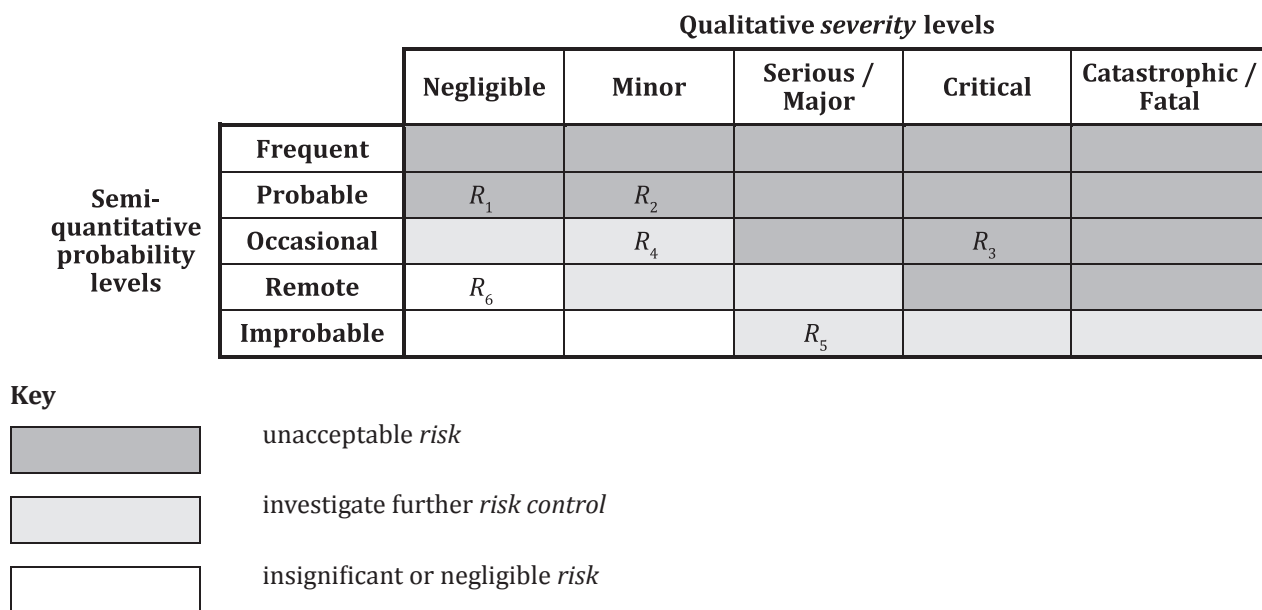 Qualitative severity levels
Negligible Minor Serious / Major Critical Catastrophic / Fatal
Semi-quantitative probability levels
Frequent
Probable R1 R2
Occasional R4 R3
Remote R6
Improbable R5
Key
unacceptable risk
investigate further risk control
insignificant or negligible risk